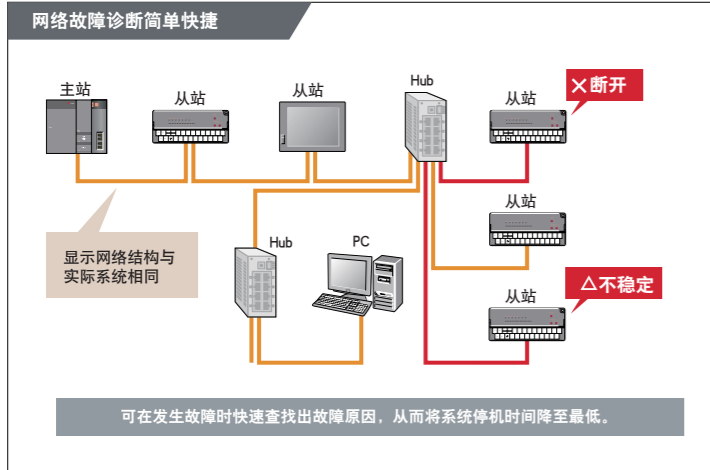 网络故障诊断简单快捷
主站
从站
从站
Hub
从站
×断开
显示网络结构与
实际系统相同
Hub
PC
从站
从站
△不稳定
可在发生故障时快速查找出故障原因，从而将系统停机时间降至最低。